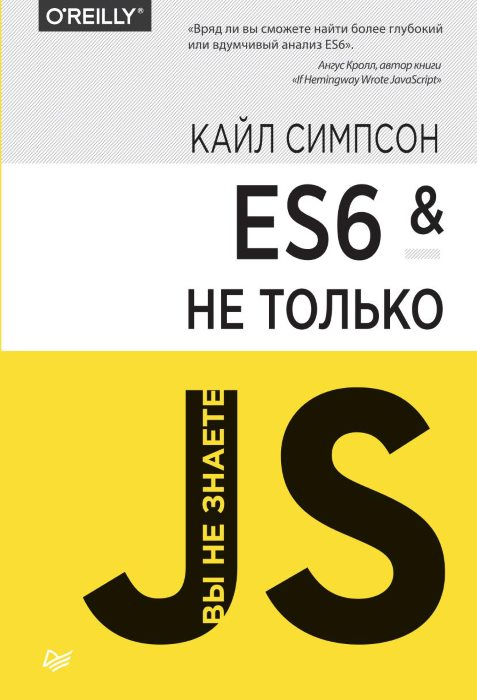 O'REILLY®
«Вряд ли вы сможете найти более глубокий
или вдумчивый анализ ES6».
Ангус Кролл, автор книги
«If Hemingway Wrote JavaScript»
КАЙЛ СИМПСОН
ES6 &
НЕ ТОЛЬКО
ВЫ НЕ ЗНАЕТЕ
JS